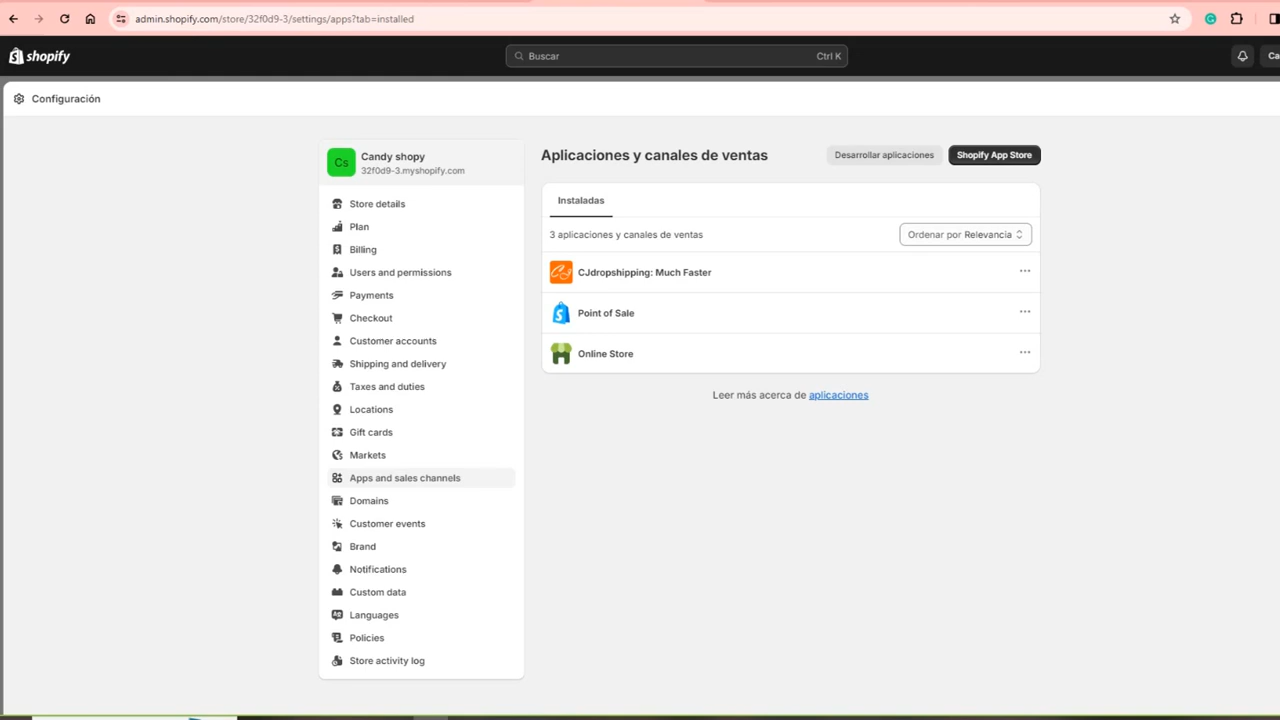 admin.shopify.com/store/32f0d9-3/settings/apps?tab=installed
shopify
Buscar
Ctrl K
Ca
Configuración
Cs
Candy shopy
32f0d9-3.myshopify.com
Store details
Plan
Billing
Users and permissions
Payments
Checkout
Customer accounts
Shipping and delivery
Taxes and duties
Locations
Gift cards
Markets
Apps and sales channels
Domains
Customer events
Brand
Notifications
Custom data
Languages
Policies
Store activity log
Aplicaciones y canales de ventas
Desarrollar aplicaciones
Shopify App Store
Instaladas
3 aplicaciones y canales de ventas
Ordenar por Relevancia
CJdropshipping: Much Faster
Point of Sale
Online Store
Leer más acerca de aplicaciones